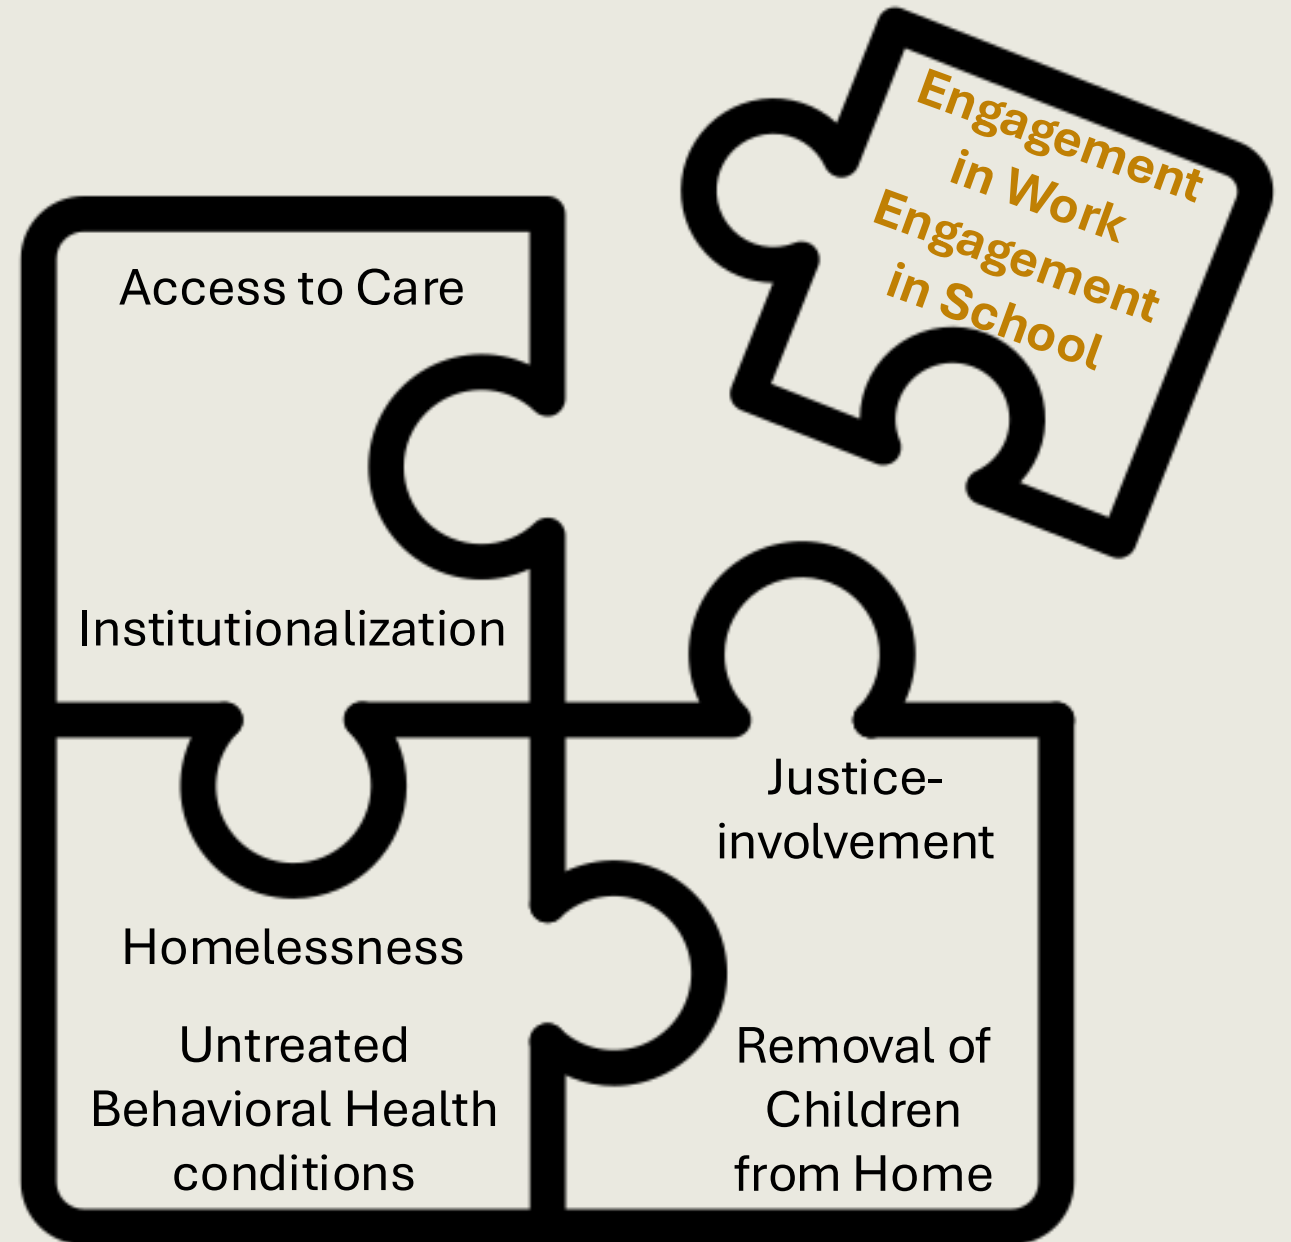 Engagement
in Work
Engagement
in School
Access to Care
Institutionalization
Justice-
involvement
Homelessness
Untreated
Behavioral Health
conditions
Removal of
Children
from Home